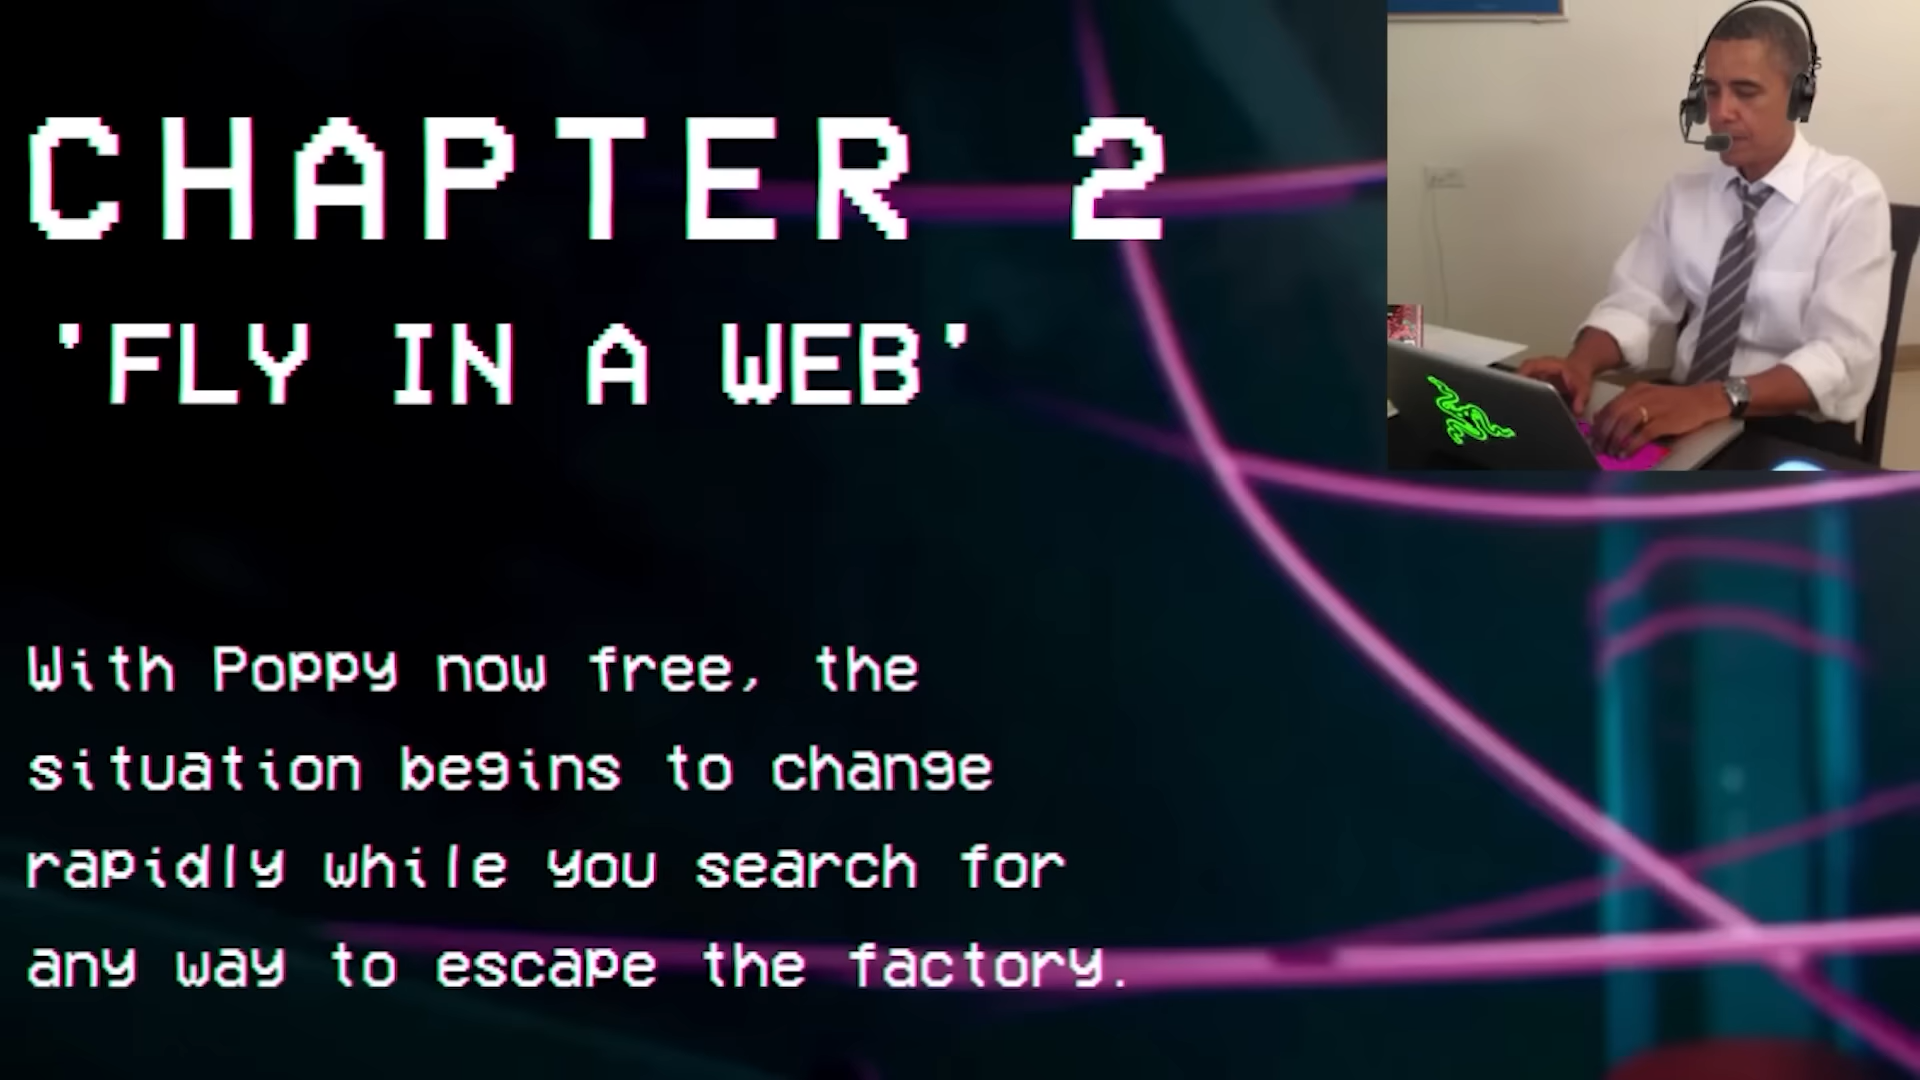 CHAPTER 2
'FLY IN A WEB'
With Poppy now free, the
situation begins to change
rapidly while you search for
any way to escape the factory.